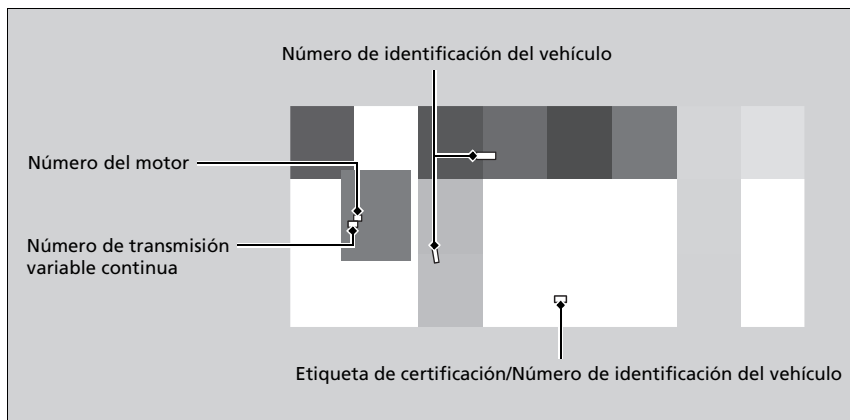 Número de identificación del vehículo
Número del motor
Número de transmisión
variable continua
Etiqueta de certificación/Número de identificación del vehículo